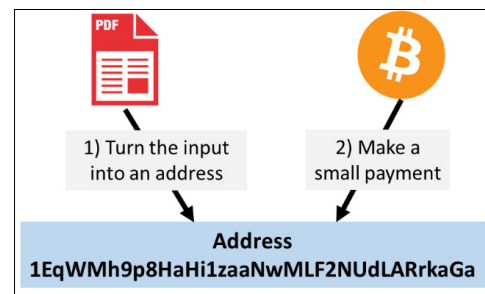 PDF
1) Turn the input
into an address
2) Make a
small payment
Address
1EqWMh9p8HaHi1zaaNwMLF2NUdLARrkaGa